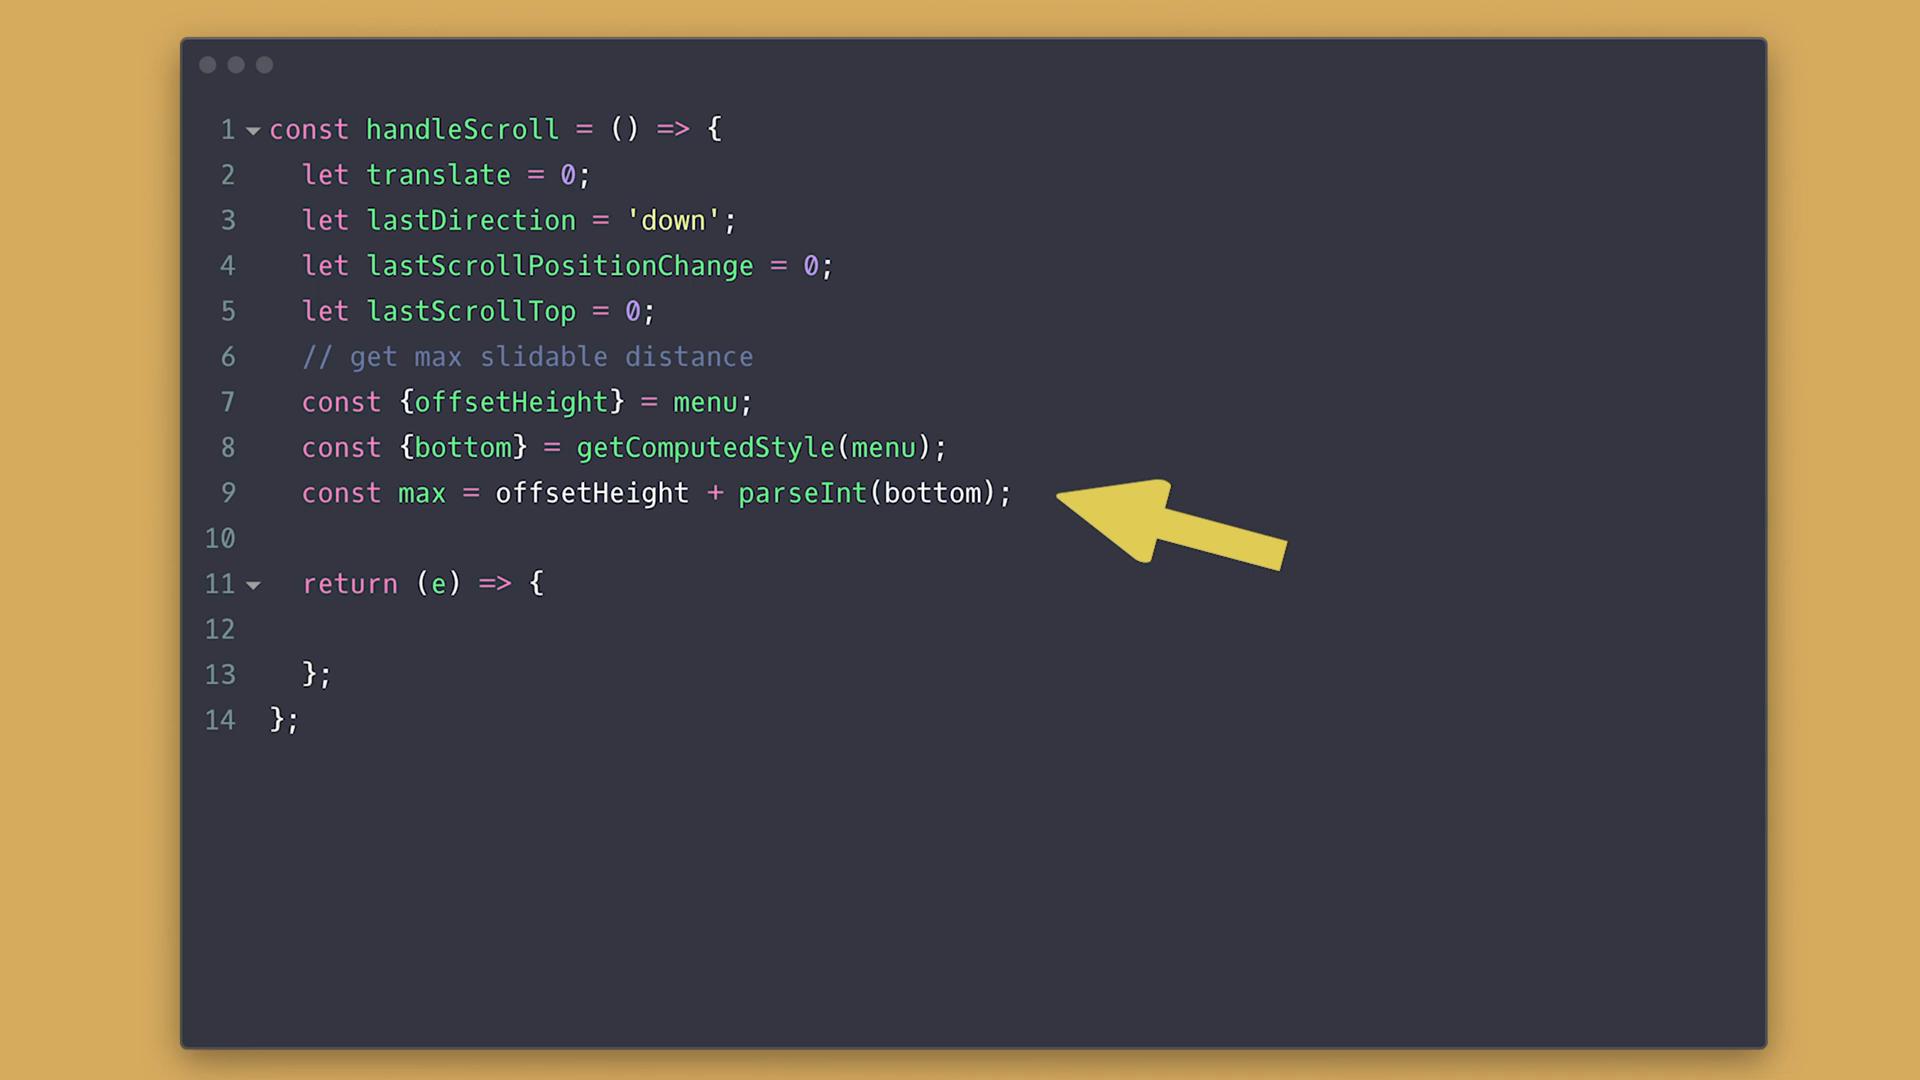 1 const handleScroll = () => {
2 let translate = 0;
3 let lastDirection = 'down';
4 let lastScrollPositionChange = 0;
5 let lastScrollTop = 0;
6 // get max slidable distance
7 const {offsetHeight} = menu;
8 const {bottom} = getComputedStyle(menu);
9 const max = offsetHeight + parseInt(bottom);
10
11 return (e) => {
12
13 };
14 };